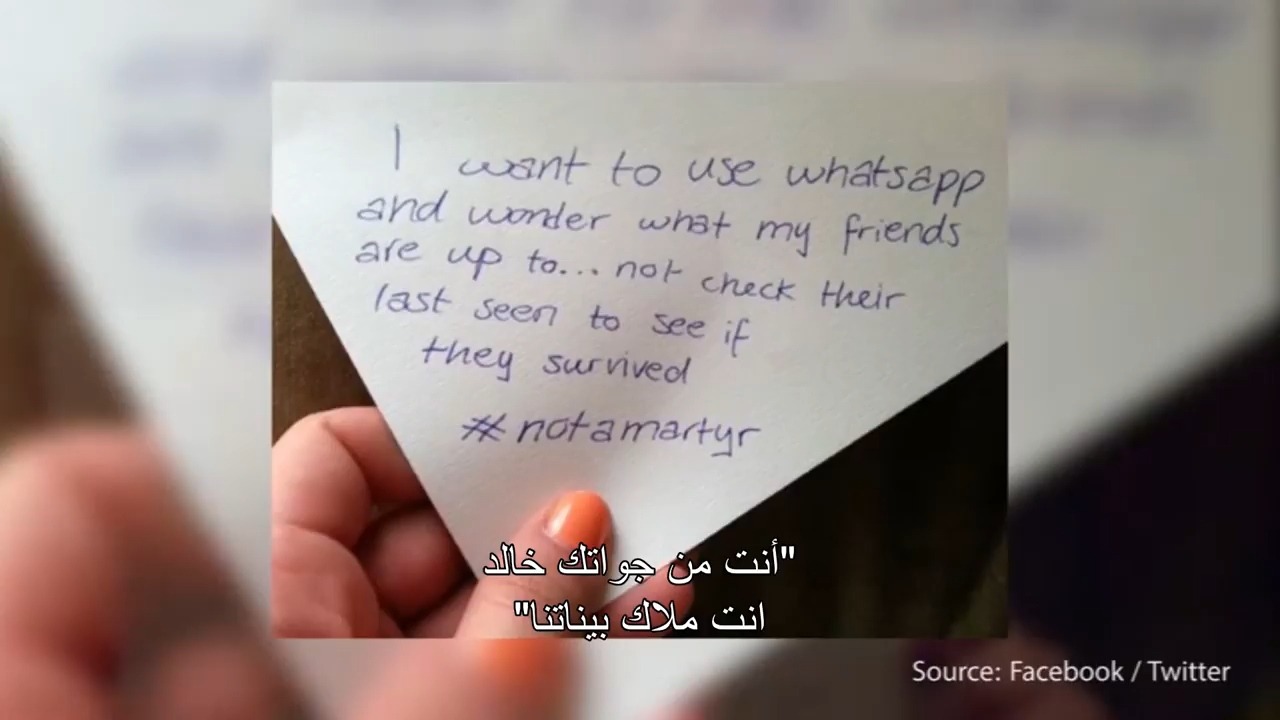 I want to use whatsapp
and wonder what my friends
are up to... not check their
last seen to see if
they survived
#notamartyr
"أنت من جواتك خالد
انت ملاك بيناتنا"
Source: Facebook / Twitter